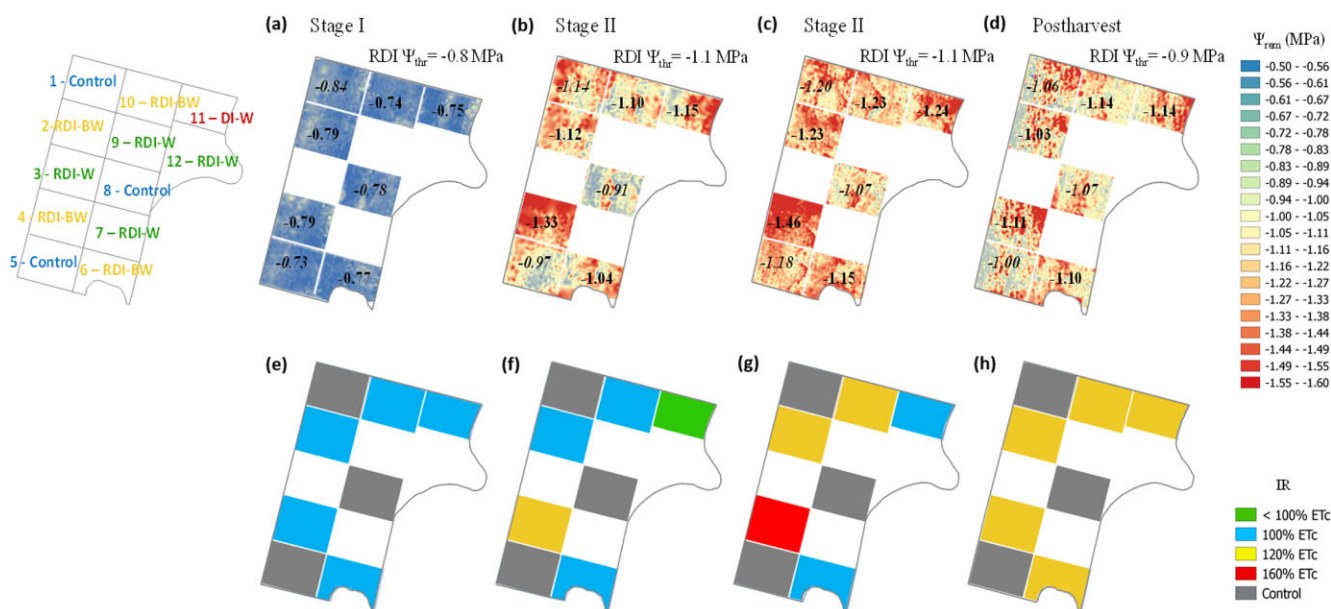 (a) Stage I
RDI Ψthr= -0.8 MPa
(b) Stage II
RDI Ψthr= -1.1 MPa
(c) Stage II
RDI Ψthr= -1.1 MPa
(d) Postharvest
RDI Ψthr= -0.9 MPa
1 - Control
10 – RDI-BW
11 – DI-W
2-RDI-BW
9 – RDI-W
12 – RDI-W
3 – RDI-W
8 - Control
4 – RDI-BW
7 – RDI-W
5 - Control
6 – RDI-BW
-0.84
-0.74
-0.75
-0.79
-0.78
-0.79
-0.73
-0.77
-1.14
-1.10
-1.15
-1.12
-0.91
-1.33
-0.97
-1.04
-1.20
-1.23
-1.24
-1.23
-1.07
-1.46
-1.18
-1.15
-1.06
-1.14
-1.14
-1.03
-1.07
-1.11
-1.00
-1.10
Ψrem (MPa)
-0.50 - -0.56
-0.56 - -0.61
-0.61 - -0.67
-0.67 - -0.72
-0.72 - -0.78
-0.78 - -0.83
-0.83 - -0.89
-0.89 - -0.94
-0.94 - -1.00
-1.00 - -1.05
-1.05 - -1.11
-1.11 - -1.16
-1.16 - -1.22
-1.22 - -1.27
-1.27 - -1.33
-1.33 - -1.38
-1.38 - -1.44
-1.44 - -1.49
-1.49 - -1.55
-1.55 - -1.60
(e)
(f)
(g)
(h)
IR
< 100% ETc
100% ETc
120% ETc
160% ETc
Control